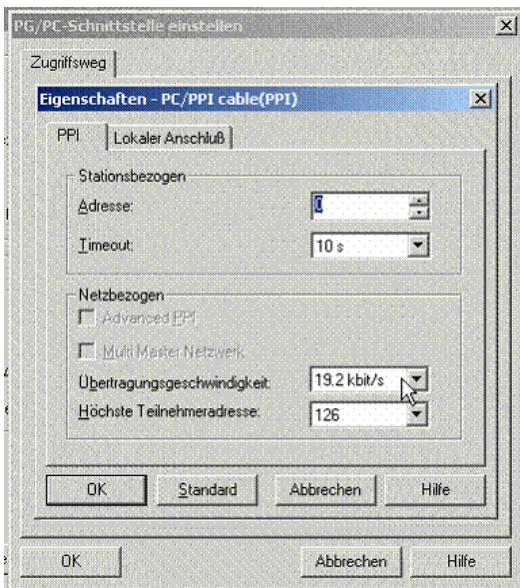 PG/PC-Schnittstelle einstellen
Zugriffsweg
Eigenschaften - PC/PPI cable(PPI)
PPI
Lokaler Anschluß
Stationsbezogen
Adresse:
0
Timeout:
10 s
Netzbezogen
Advanced PPI
Multi Master Netzwerk
Übertragungsgeschwindigkeit:
19.2 kbit/s
Höchste Teilnehmeradresse:
126
OK
Standard
Abbrechen
Hilfe
OK
Abbrechen
Hilfe